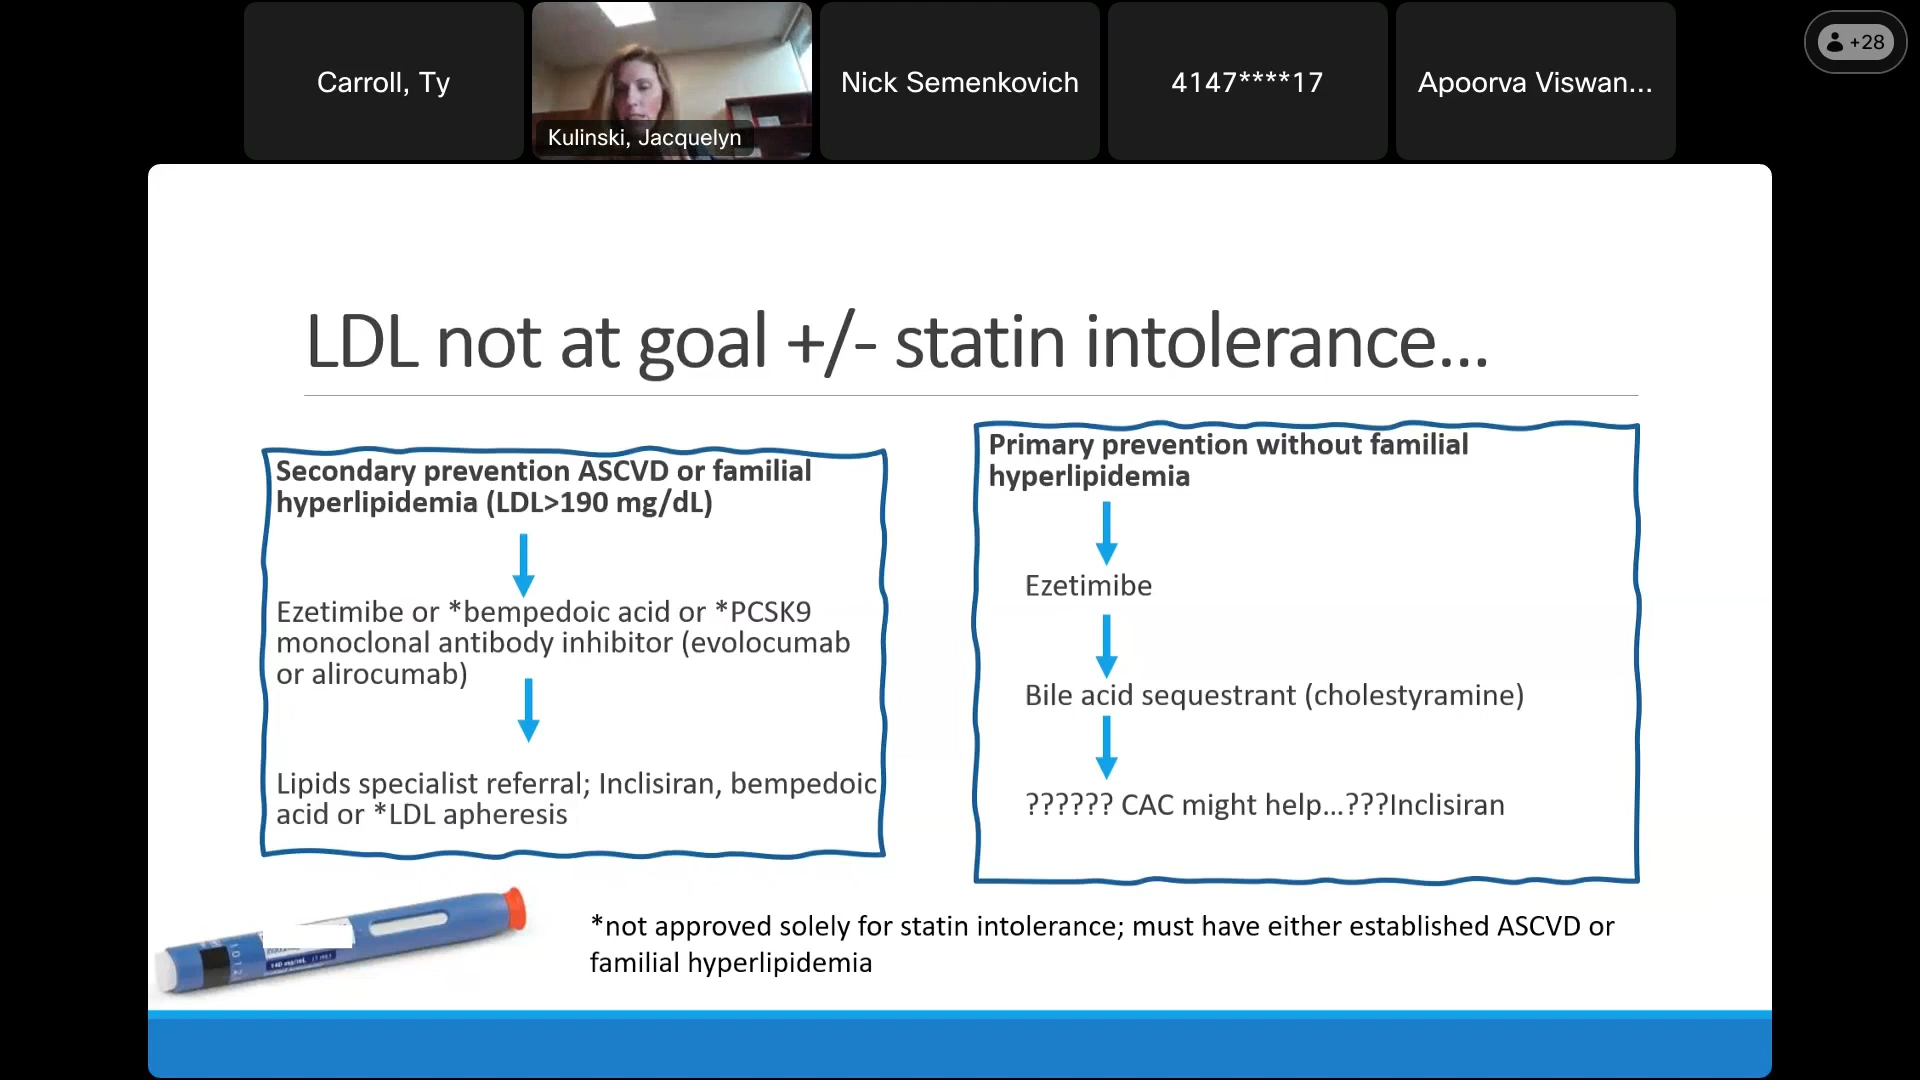 Carroll, Ty
Kulinski, Jacquelyn
Nick Semenkovich
4147****17
Apoorva Viswan...
+28
LDL not at goal +/- statin intolerance...
Secondary prevention ASCVD or familial
hyperlipidemia (LDL>190 mg/dL)
Ezetimibe or *bempedoic acid or *PCSK9
monoclonal antibody inhibitor (evolocumab
or alirocumab)
Lipids specialist referral; Inclisiran, bempedoic
acid or *LDL apheresis
Primary prevention without familial
hyperlipidemia
Ezetimibe
Bile acid sequestrant (cholestyramine)
?????? CAC might help...???Inclisiran
140 mg/mL
*not approved solely for statin intolerance; must have either established ASCVD or
familial hyperlipidemia